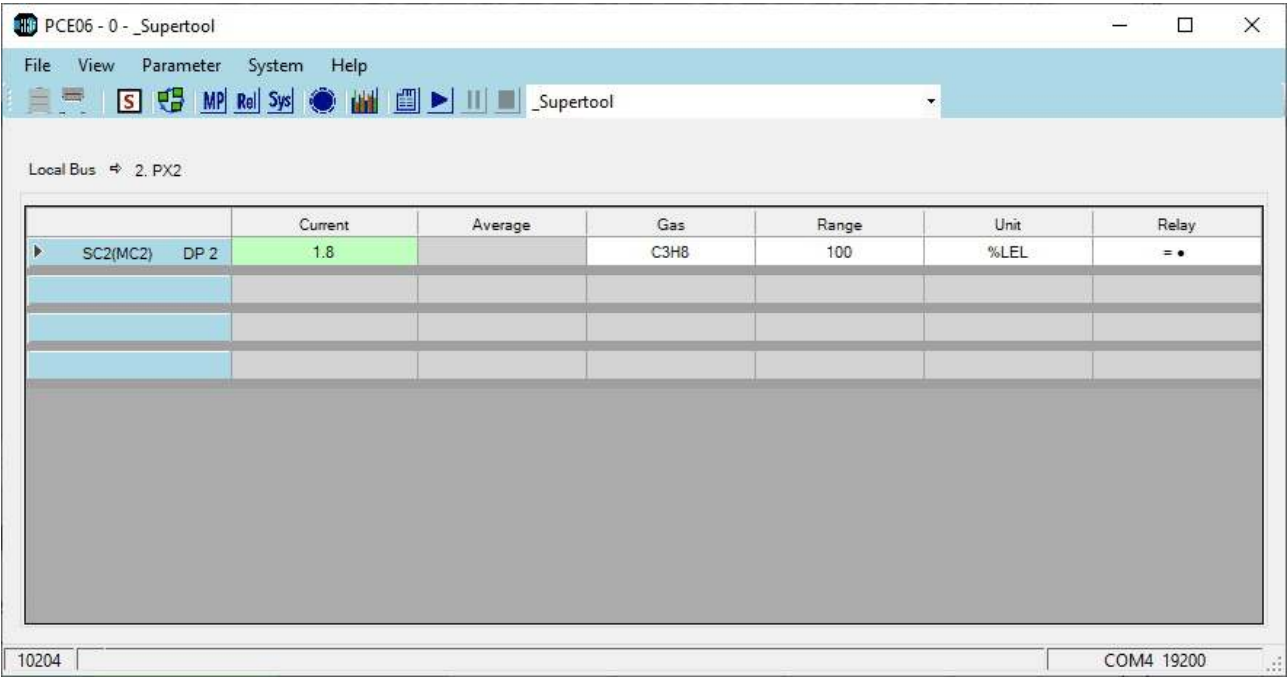 PCE06 - 0 - _Supertool
File View Parameter System Help
S MP Rel Sys _Supertool
Local Bus ⇨ 2. PX2
Current Average Gas Range Unit Relay
SC2(MC2) DP 2 1.8 C3H8 100 %LEL = ●
10204 COM4 19200